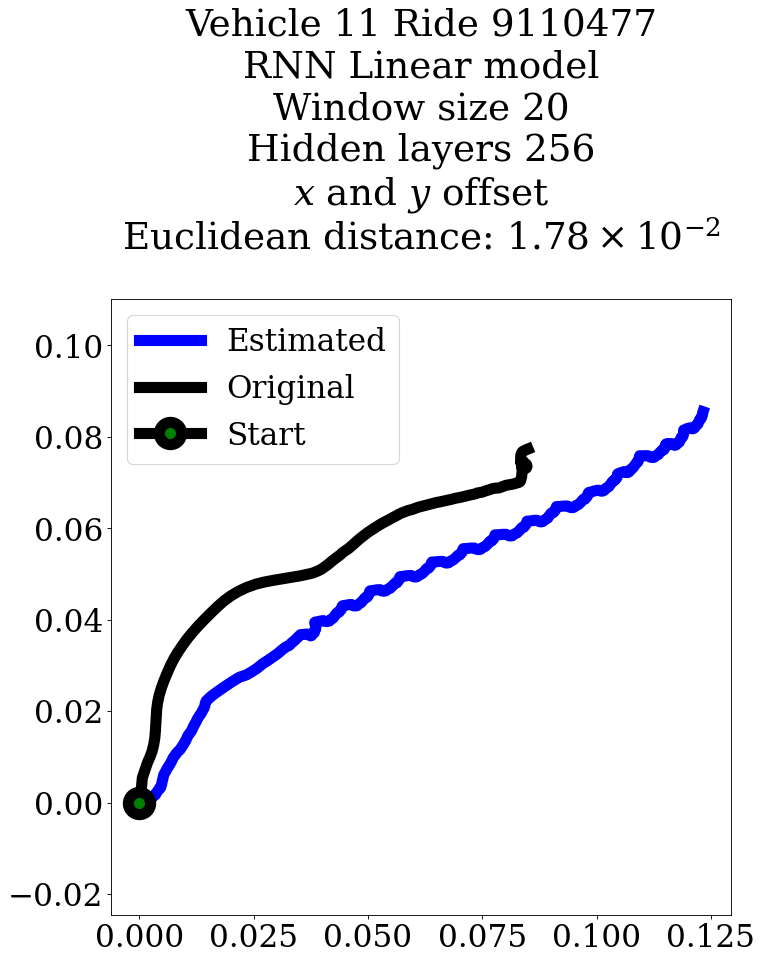 Vehicle 11 Ride 9110477
RNN Linear model
Window size 20
Hidden layers 256
x and y offset
Euclidean distance: 1.78 × 10⁻²
Estimated
Original
Start
0.10
0.08
0.06
0.04
0.02
0.00
−0.02
0.000 0.025 0.050 0.075 0.100 0.125